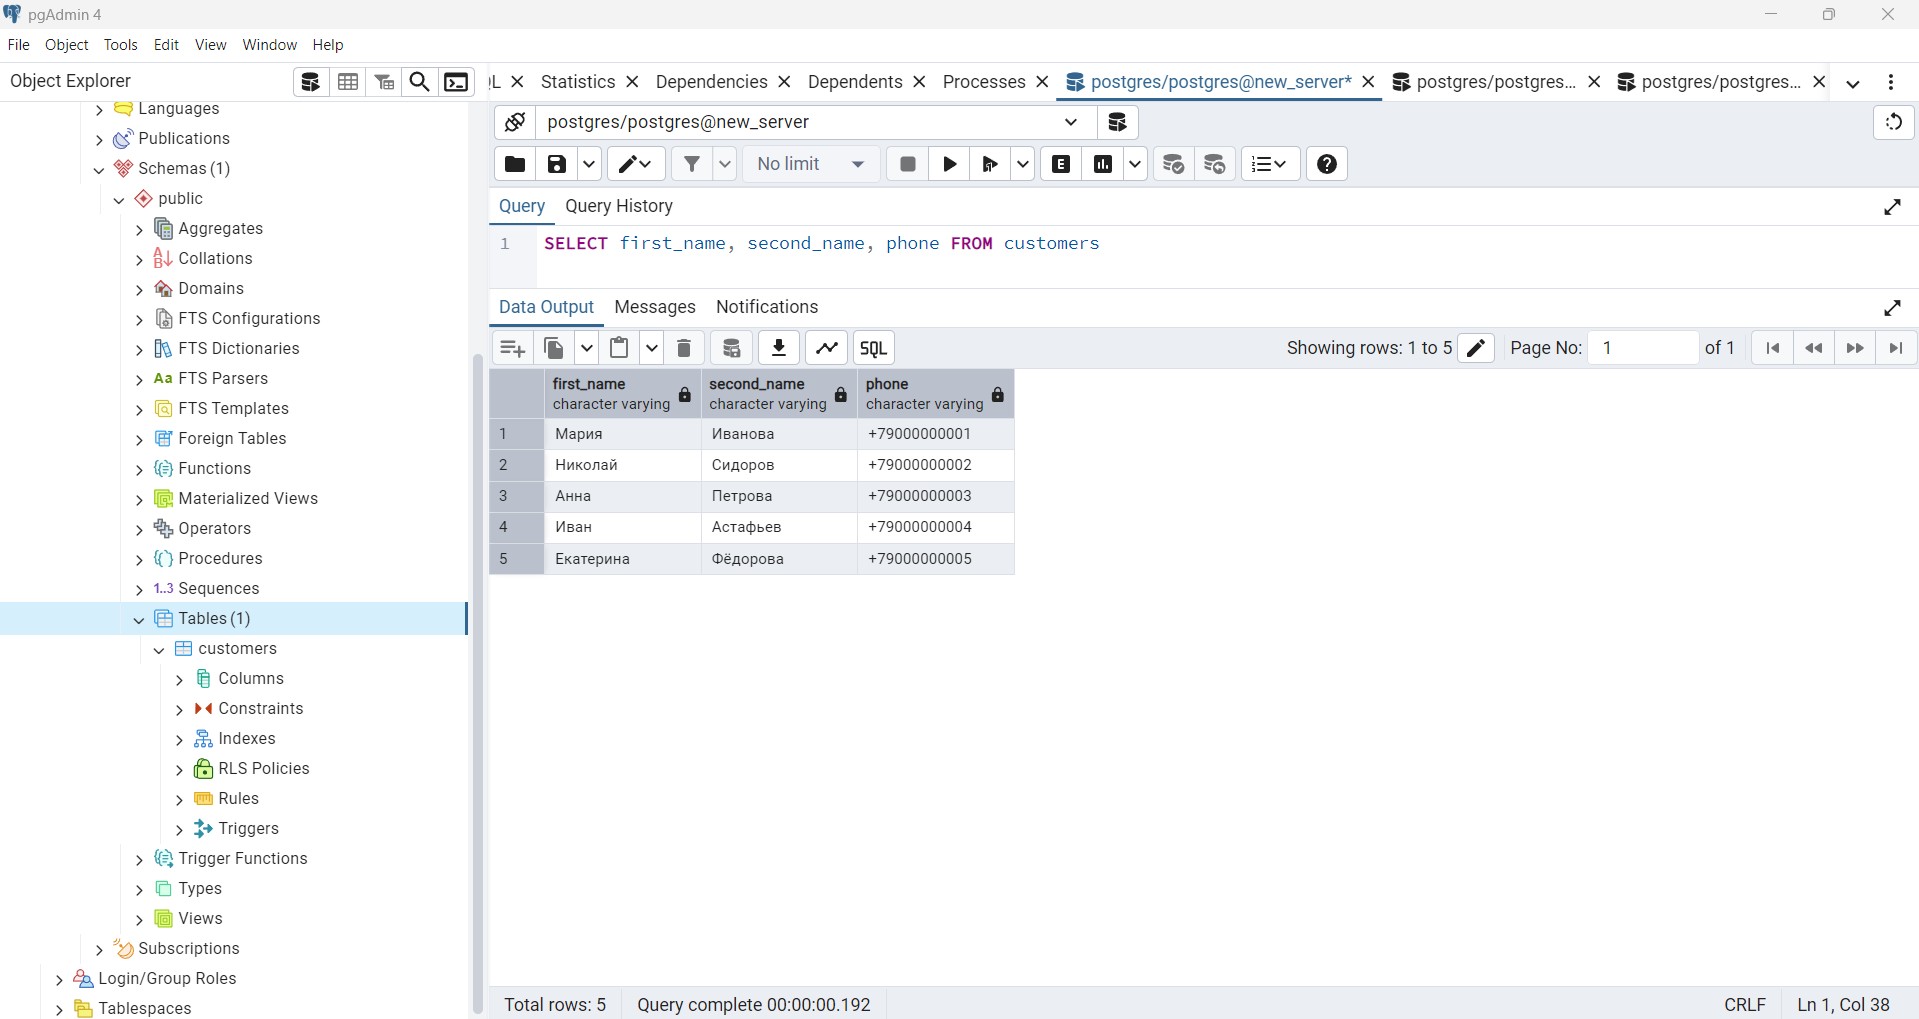 pgAdmin 4
File Object Tools Edit View Window Help
Object Explorer
L Statistics Dependencies Dependents Processes postgres/postgres@new_server* postgres/postgres... postgres/postgres...
Languages
Publications
Schemas (1)
public
Aggregates
Collations
Domains
FTS Configurations
FTS Dictionaries
Aa FTS Parsers
FTS Templates
Foreign Tables
Functions
Materialized Views
Operators
Procedures
1..3 Sequences
Tables (1)
customers
Columns
Constraints
Indexes
RLS Policies
Rules
Triggers
Trigger Functions
Types
Views
Subscriptions
Login/Group Roles
Tablespaces
postgres/postgres@new_server
No limit E
Query Query History
1 SELECT first_name, second_name, phone FROM customers
Data Output Messages Notifications
SQL Showing rows: 1 to 5 Page No: 1 of 1
first_name second_name phone
character varying character varying character varying
1 Мария Иванова +79000000001
2 Николай Сидоров +79000000002
3 Анна Петрова +79000000003
4 Иван Астафьев +79000000004
5 Екатерина Фёдорова +79000000005
Total rows: 5 Query complete 00:00:00.192 CRLF Ln 1, Col 38